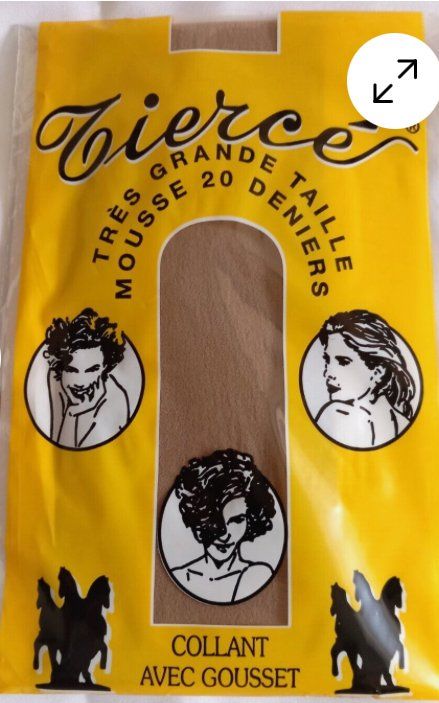 Tiercé ®
TRÈS GRANDE TAILLE
MOUSSE 20 DENIERS
COLLANT
AVEC GOUSSET